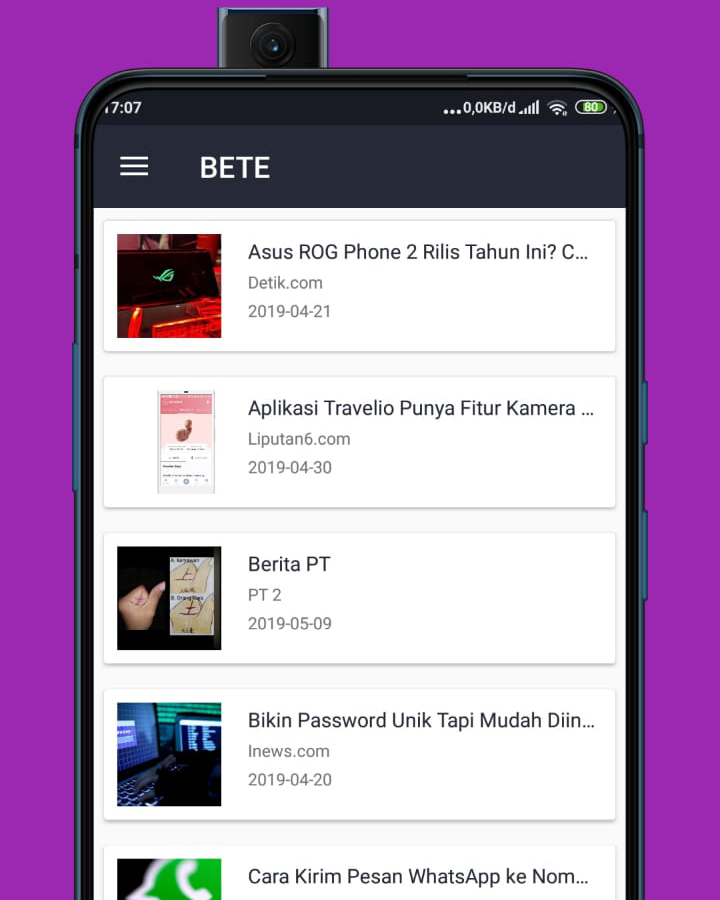 17:07
...0,0KB/d
80
BETE
Asus ROG Phone 2 Rilis Tahun Ini? C...
Detik.com
2019-04-21
Aplikasi Travelio Punya Fitur Kamera ...
Liputan6.com
2019-04-30
Berita PT
PT 2
2019-05-09
Bikin Password Unik Tapi Mudah Diin...
Inews.com
2019-04-20
Cara Kirim Pesan WhatsApp ke Nom...